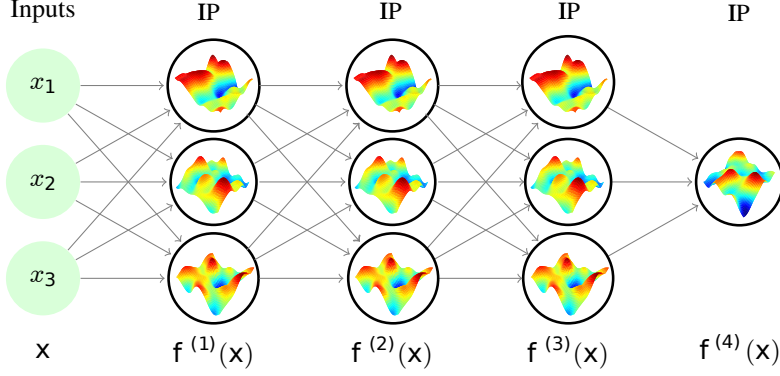 Inputs IP IP IP IP
x1
x2
x3
x f (1)(x) f (2)(x) f (3)(x) f (4)(x)